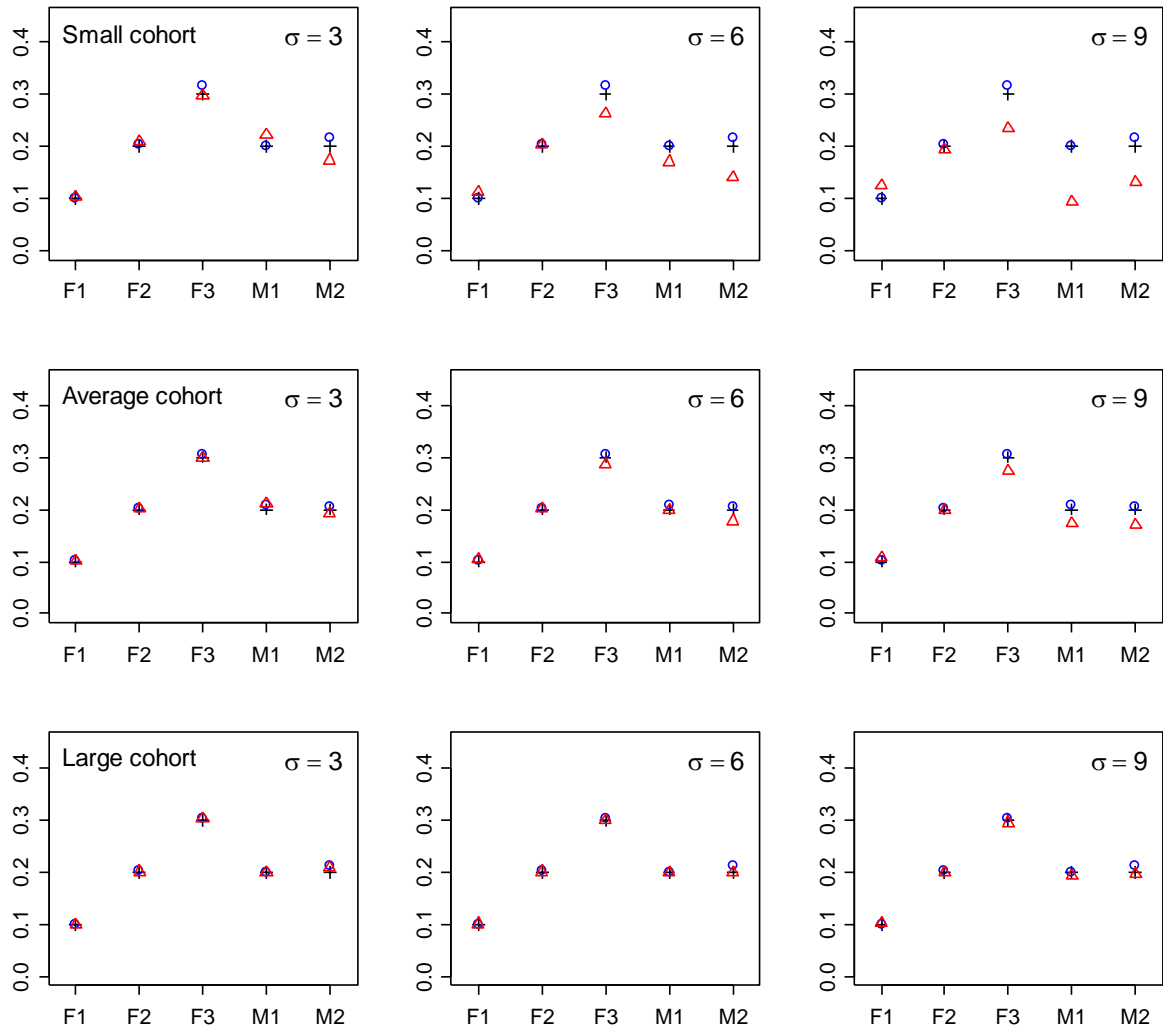 Small cohort
σ = 3
0.0 0.1 0.2 0.3 0.4
F1 F2 F3 M1 M2
σ = 6
0.0 0.1 0.2 0.3 0.4
F1 F2 F3 M1 M2
σ = 9
0.0 0.1 0.2 0.3 0.4
F1 F2 F3 M1 M2
Average cohort
σ = 3
0.0 0.1 0.2 0.3 0.4
F1 F2 F3 M1 M2
σ = 6
0.0 0.1 0.2 0.3 0.4
F1 F2 F3 M1 M2
σ = 9
0.0 0.1 0.2 0.3 0.4
F1 F2 F3 M1 M2
Large cohort
σ = 3
0.0 0.1 0.2 0.3 0.4
F1 F2 F3 M1 M2
σ = 6
0.0 0.1 0.2 0.3 0.4
F1 F2 F3 M1 M2
σ = 9
0.0 0.1 0.2 0.3 0.4
F1 F2 F3 M1 M2